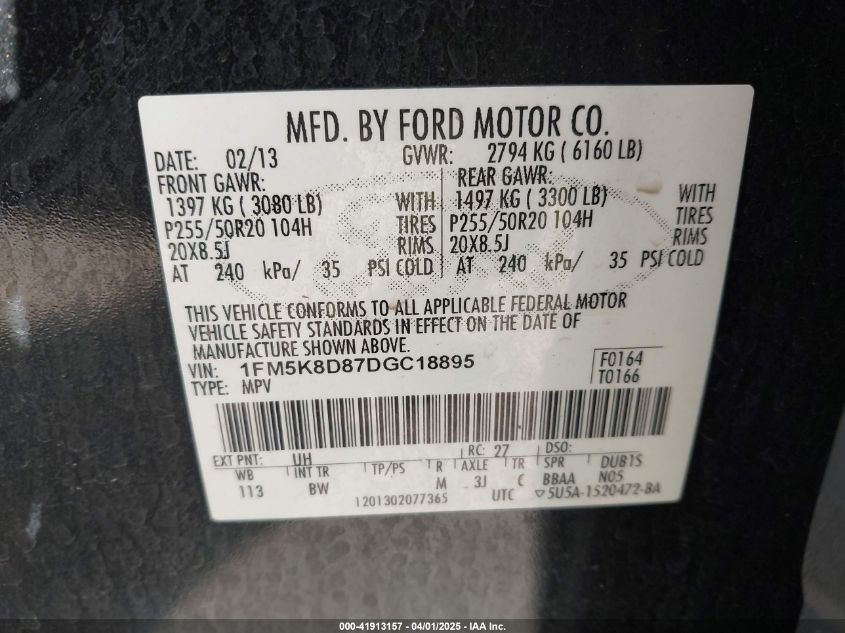 MFD. BY FORD MOTOR CO.
DATE: 02/13 GVWR: 2794 KG ( 6160 LB)
FRONT GAWR: REAR GAWR:
1397 KG ( 3080 LB) WITH 1497 KG ( 3300 LB) WITH
P255/50R20 104H TIRES P255/50R20 104H TIRES
20X8.5J RIMS 20X8.5J RIMS
AT 240 kPa/ 35 PSI COLD AT 240 kPa/ 35 PSI COLD
THIS VEHICLE CONFORMS TO ALL APPLICABLE FEDERAL MOTOR
VEHICLE SAFETY STANDARDS IN EFFECT ON THE DATE OF
MANUFACTURE SHOWN ABOVE.
VIN: 1FM5K8D87DGC18895 F0164
TYPE: MPV T0166
EXT PNT: UH RC: 27 DSO:
WB INT TR TP/PS R AXLE TR SPR DUB1S
113 BW M 3J C BBAA N05
1201302077365 UTC ▽5U5A-1520472-BA
000-41913157 - 04/01/2025 - IAA Inc.